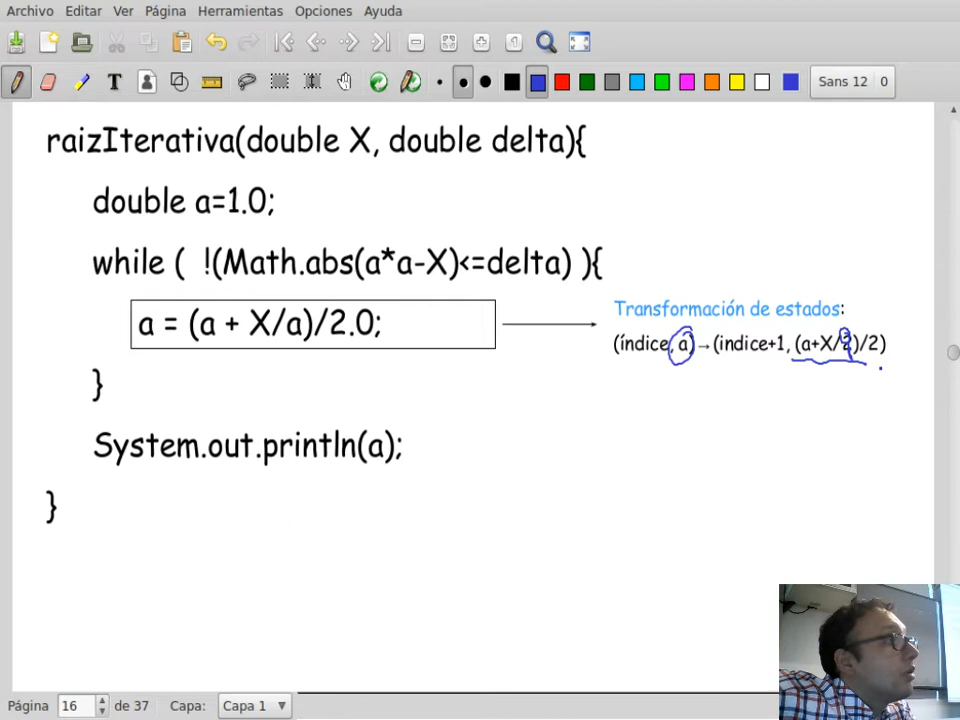 Archivo Editar Ver Página Herramientas Opciones Ayuda
Sans 12 0
raizIterativa(double X, double delta){
double a=1.0;
while ( !(Math.abs(a*a-X)<=delta) ){
a = (a + X/a)/2.0;
Transformación de estados:
(índice, a)→(indice+1, (a+X/2)/2)
}
System.out.println(a);
}
Página 16 de 37 Capa: Capa 1